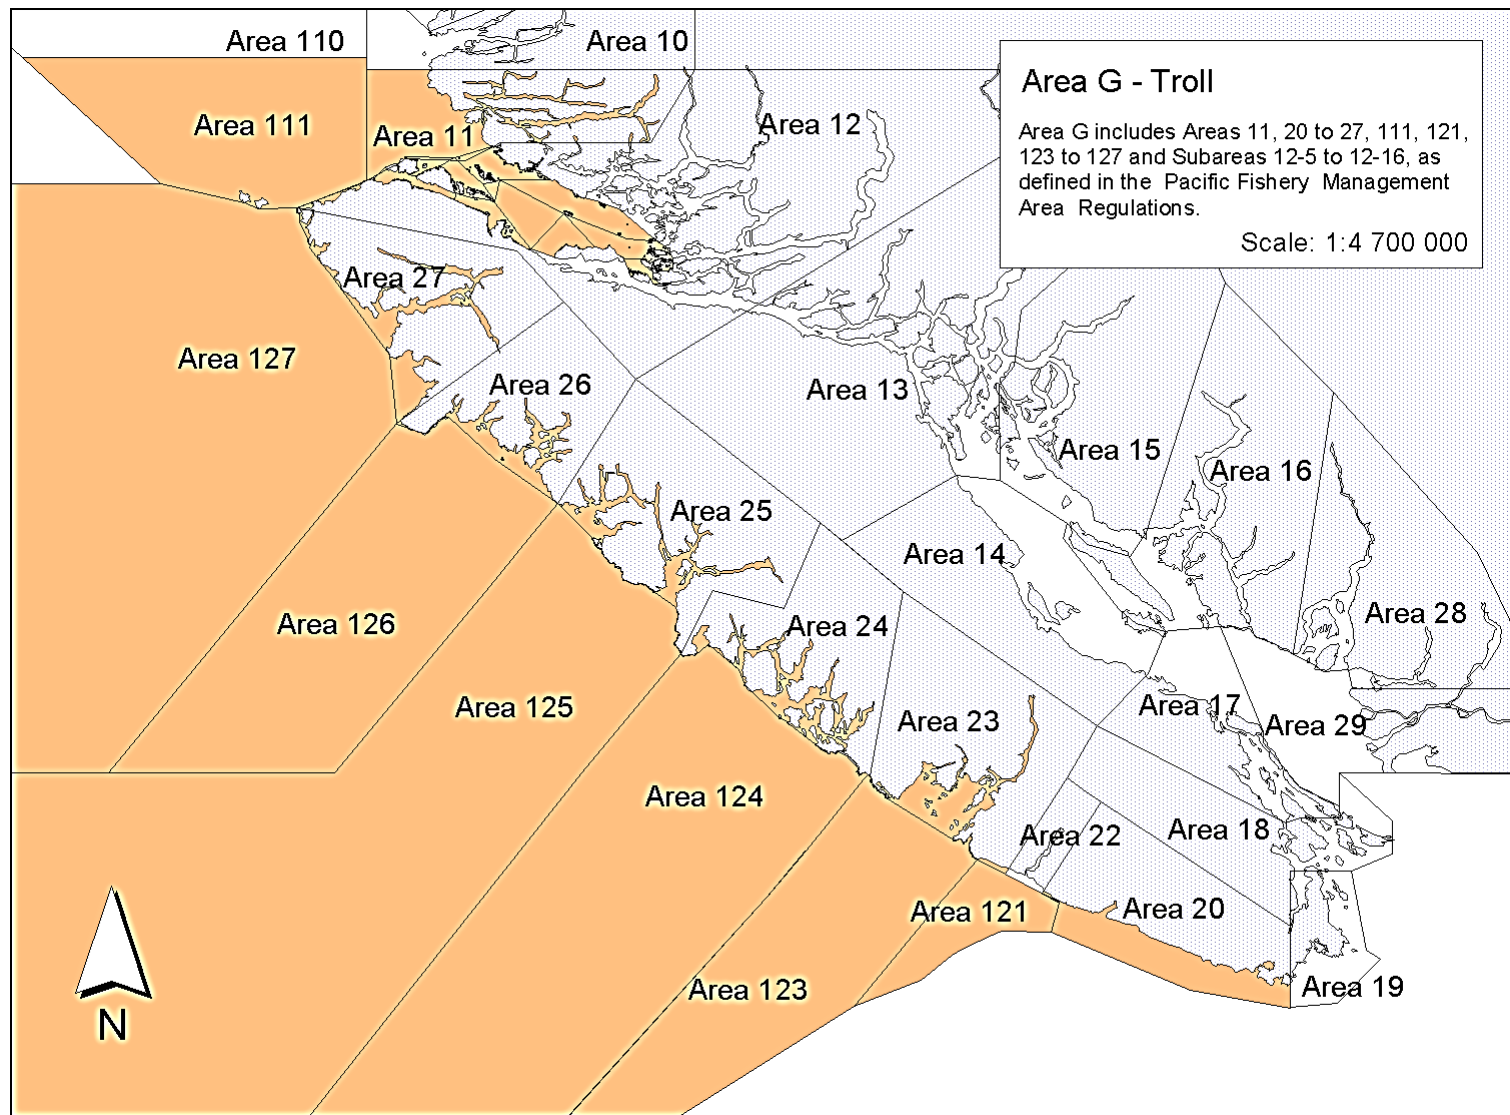 Area 110
Area 10
Area G - Troll
Area G includes Areas 11, 20 to 27, 111, 121,
123 to 127 and Subareas 12-5 to 12-16, as
defined in the Pacific Fishery Management
Area Regulations.
Scale: 1:4 700 000
Area 111
Area 11
Area 12
Area 27
Area 127
Area 26
Area 13
Area 15
Area 16
Area 25
Area 14
Area 126
Area 24
Area 28
Area 125
Area 23
Area 17
Area 29
Area 124
Area 22
Area 18
Area 121
Area 20
Area 123
Area 19
N